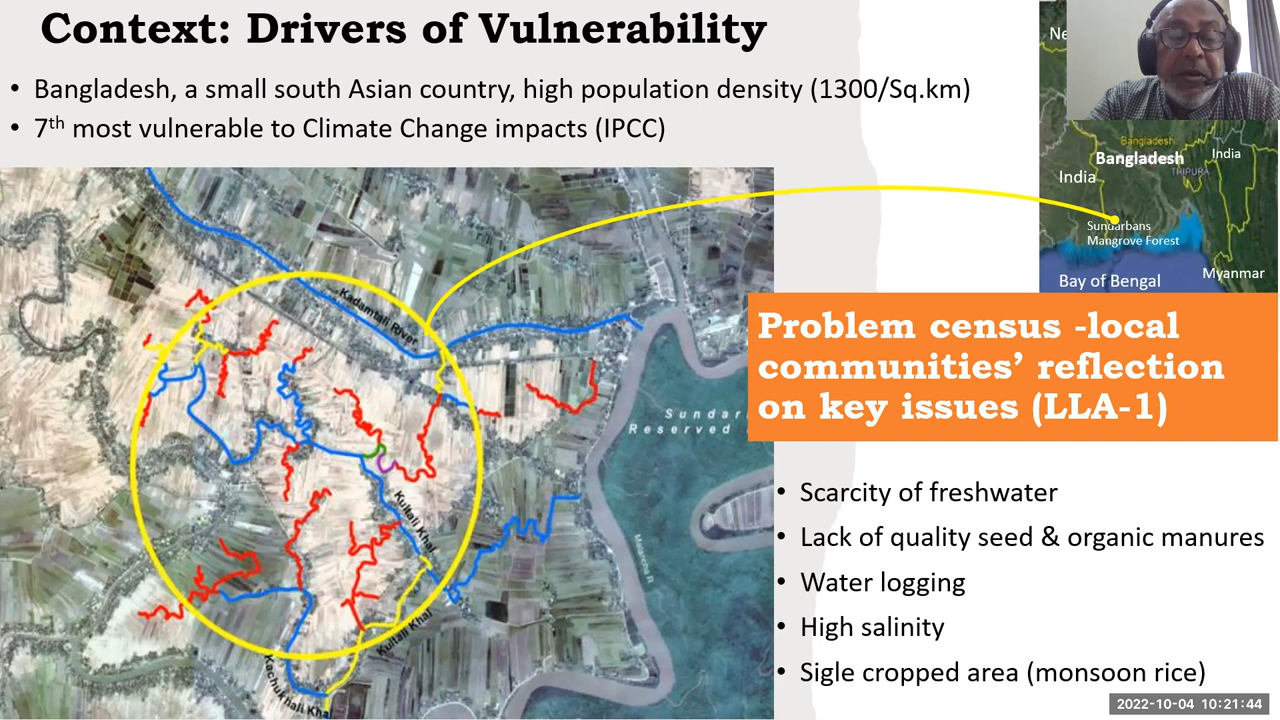 Context: Drivers of Vulnerability
• Bangladesh, a small south Asian country, high population density (1300/Sq.km)
• 7th most vulnerable to Climate Change impacts (IPCC)
Ne
Bangladesh
Bangladesh
India
India
TRIPURA
Sundarbans
Mangrove Forest
Bay of Bengal
Myanmar
Kadamtali River
Kultali Khal
Kultali Khal
Kachukhali Khal
Sundar
Reserved
Malancha R
Problem census -local
communities’ reflection
on key issues (LLA-1)
• Scarcity of freshwater
• Lack of quality seed & organic manures
• Water logging
• High salinity
• Sigle cropped area (monsoon rice)
2022-10-04 10:21:44